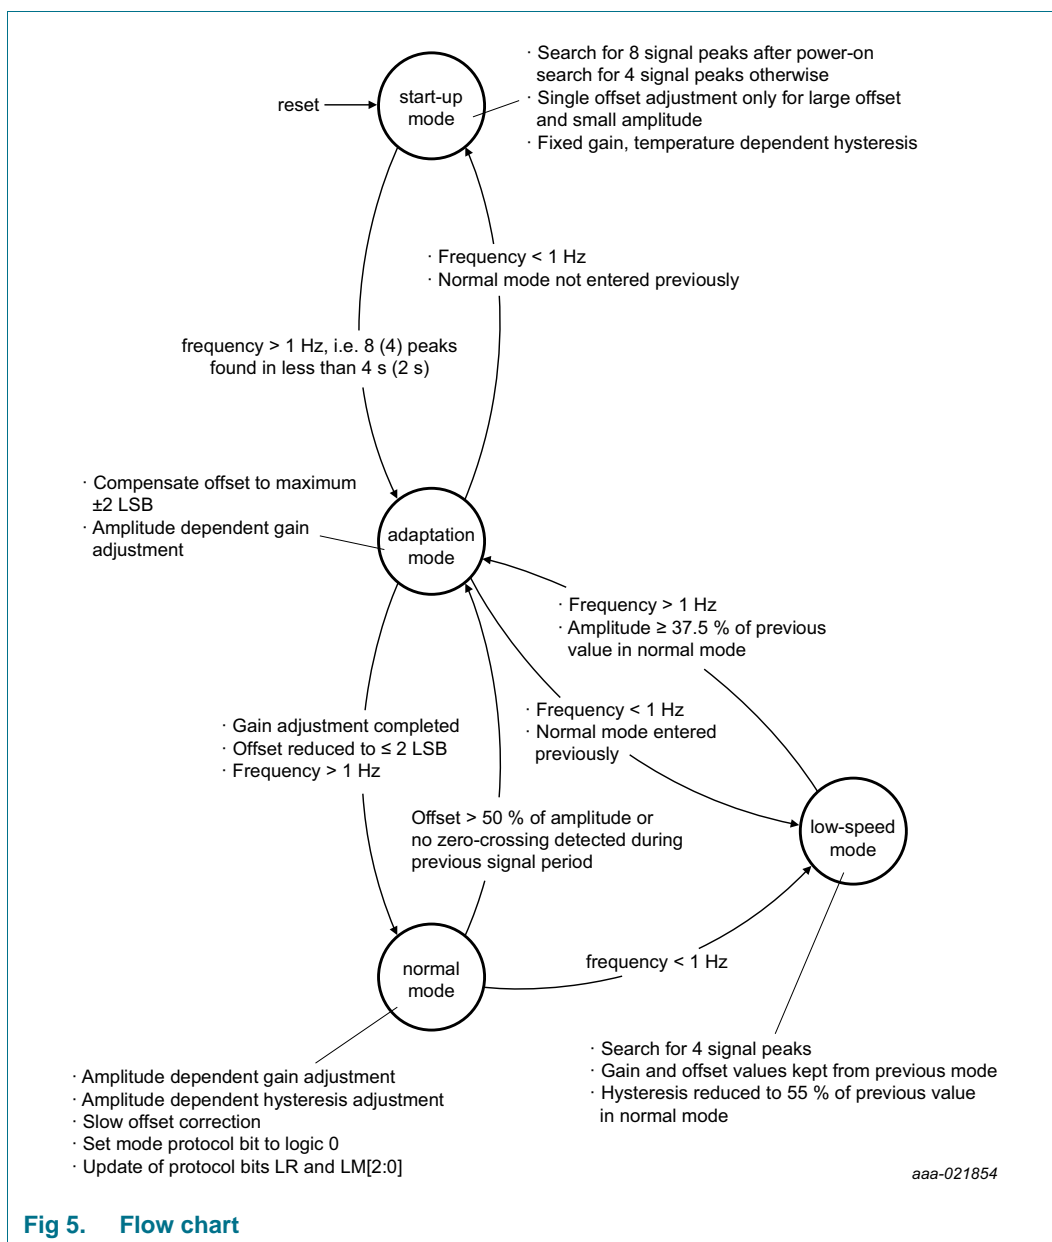 reset
start-up
mode
· Search for 8 signal peaks after power-on
search for 4 signal peaks otherwise
· Single offset adjustment only for large offset
and small amplitude
· Fixed gain, temperature dependent hysteresis
· Frequency < 1 Hz
· Normal mode not entered previously
frequency > 1 Hz, i.e. 8 (4) peaks
found in less than 4 s (2 s)
· Compensate offset to maximum
±2 LSB
· Amplitude dependent gain
adjustment
adaptation
mode
· Frequency > 1 Hz
· Amplitude ≥ 37.5 % of previous
value in normal mode
· Frequency < 1 Hz
· Normal mode entered
previously
· Gain adjustment completed
· Offset reduced to ≤ 2 LSB
· Frequency > 1 Hz
Offset > 50 % of amplitude or
no zero-crossing detected during
previous signal period
low-speed
mode
normal
mode
frequency < 1 Hz
· Search for 4 signal peaks
· Gain and offset values kept from previous mode
· Hysteresis reduced to 55 % of previous value
in normal mode
· Amplitude dependent gain adjustment
· Amplitude dependent hysteresis adjustment
· Slow offset correction
· Set mode protocol bit to logic 0
· Update of protocol bits LR and LM[2:0]
aaa-021854
Fig 5. Flow chart